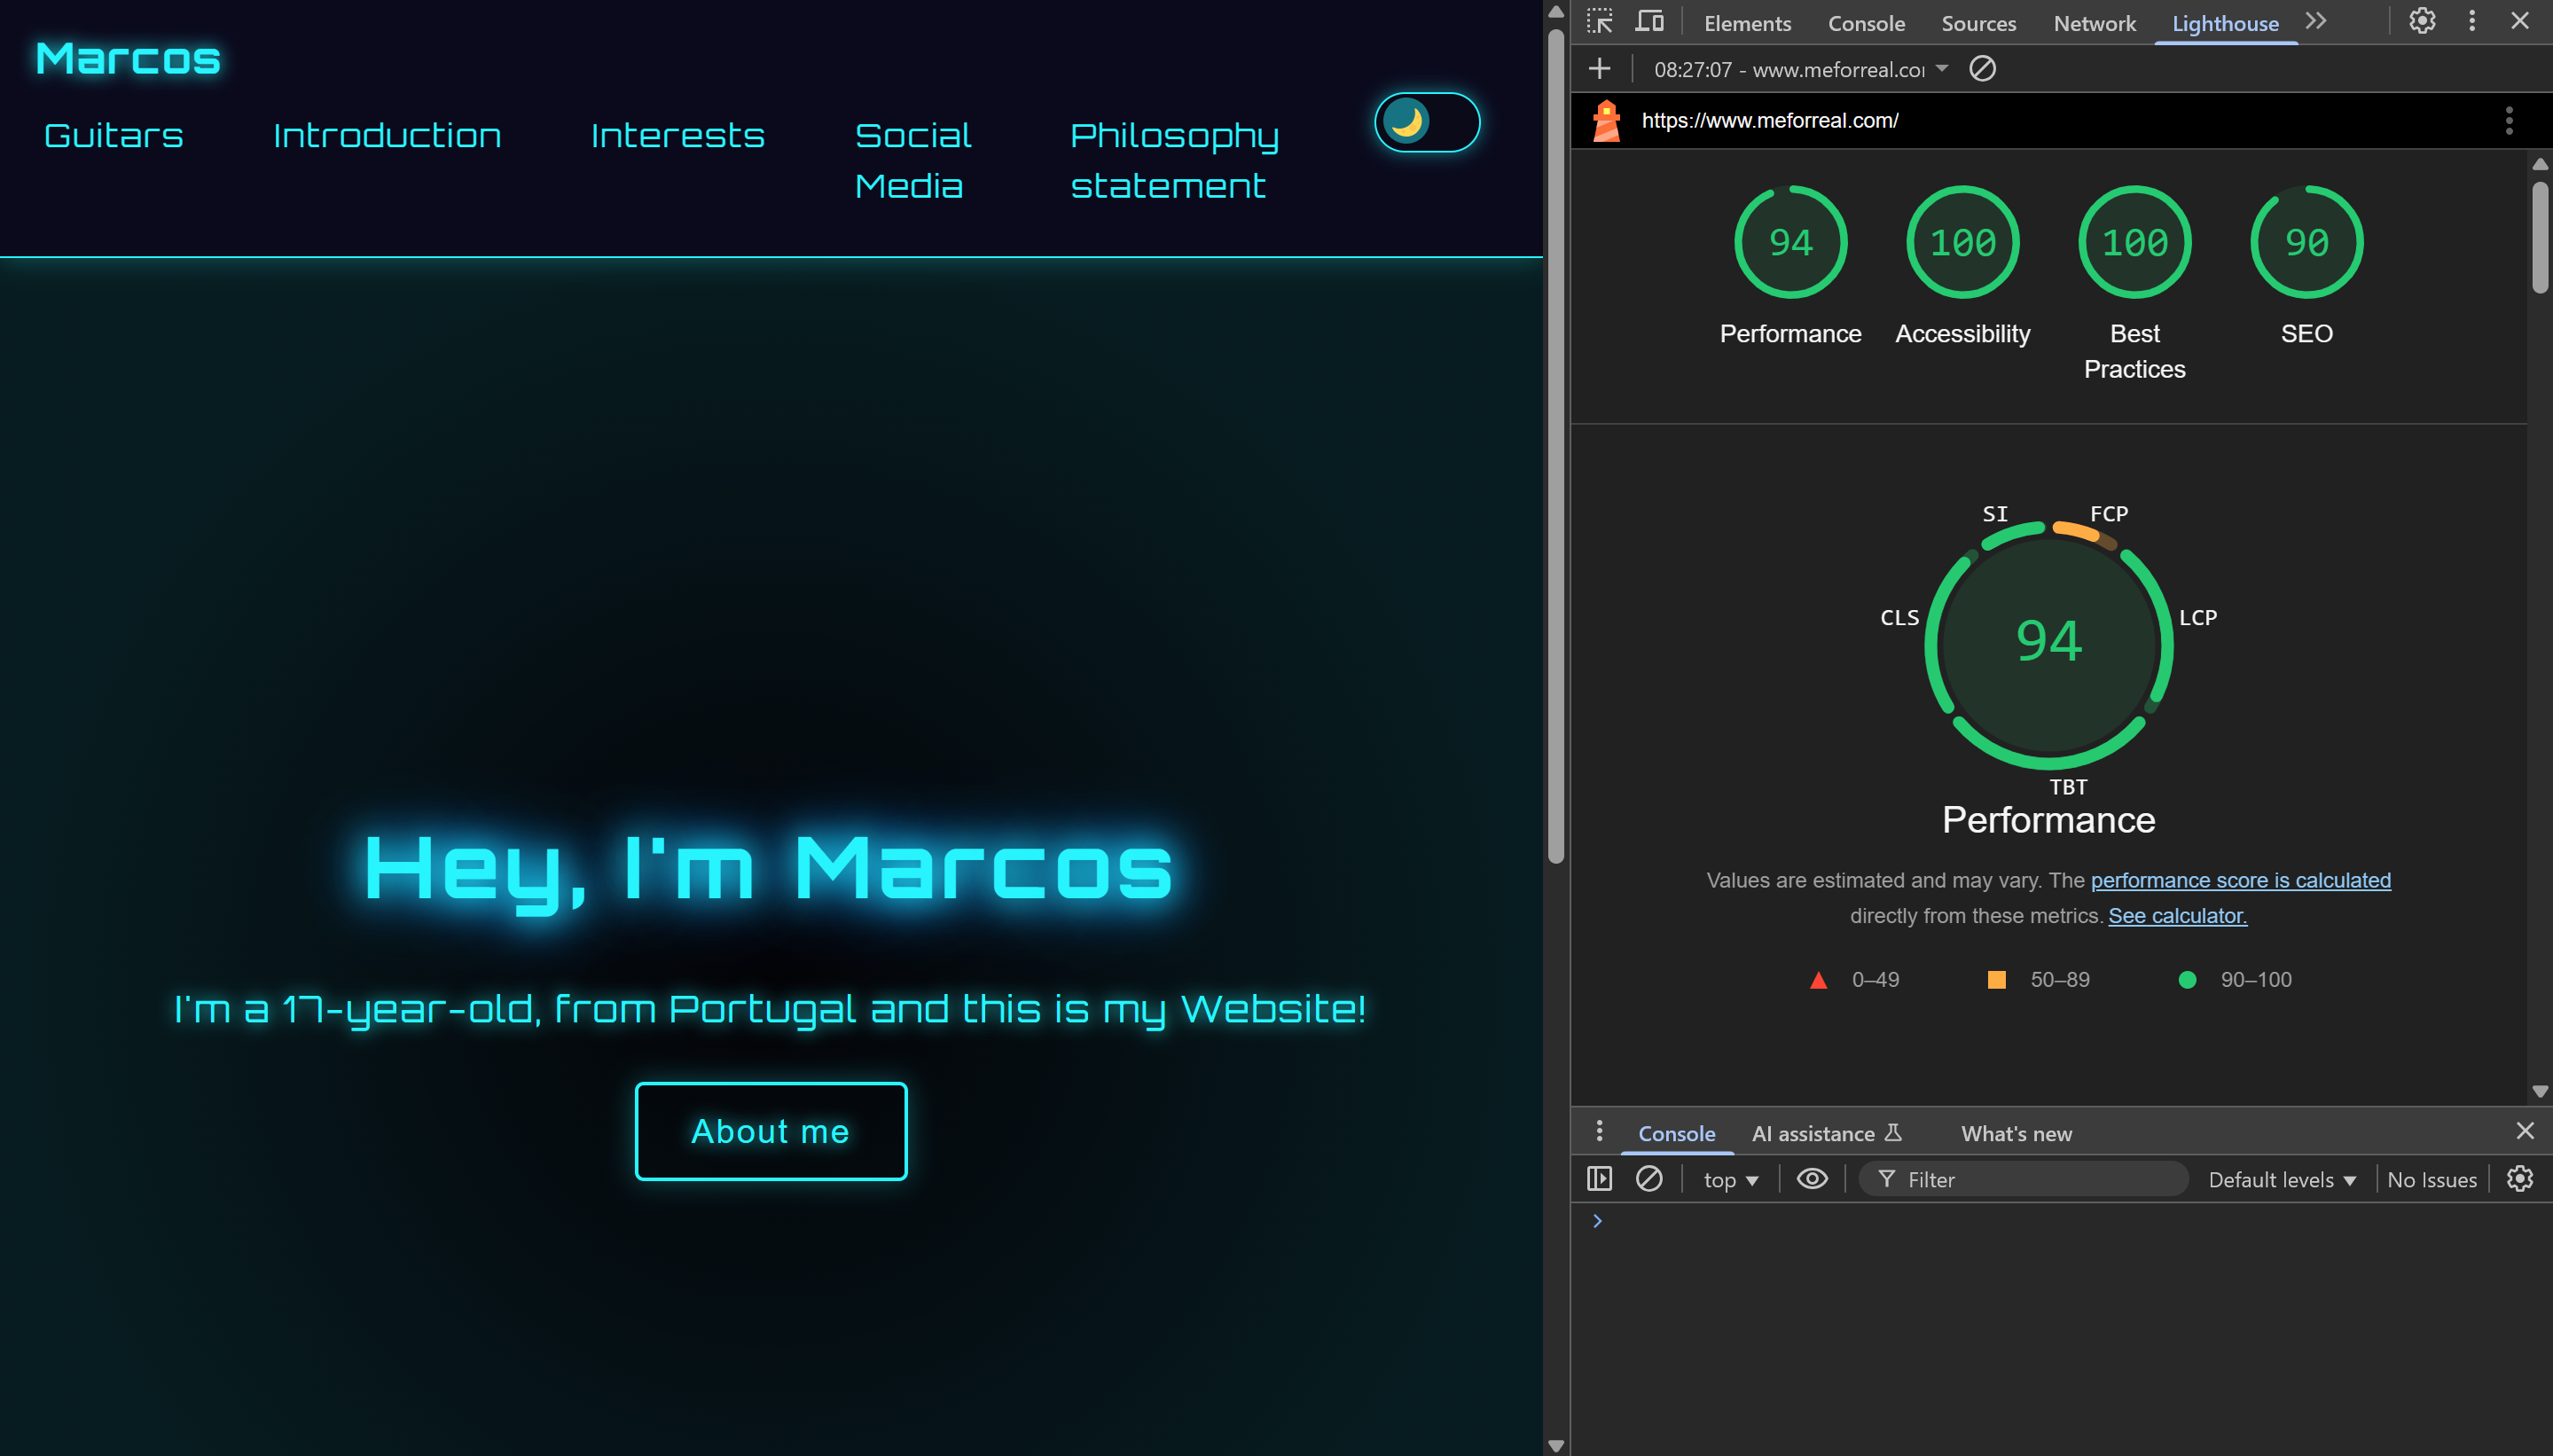 Marcos
Guitars
Introduction
Interests
Social
Media
Philosophy
statement
Hey, I'm Marcos
I'm a 17-year-old, from Portugal and this is my Website!
About me
Elements
Console
Sources
Network
Lighthouse
08:27:07 - www.meforreal.cor
https://www.meforreal.com/
94
100
100
90
Performance
Accessibility
Best
Practices
SEO
SI
FCP
CLS
LCP
94
TBT
Performance
Values are estimated and may vary. The performance score is calculated
directly from these metrics. See calculator.
0–49
50–89
90–100
Console
AI assistance
What's new
top
Filter
Default levels
No Issues